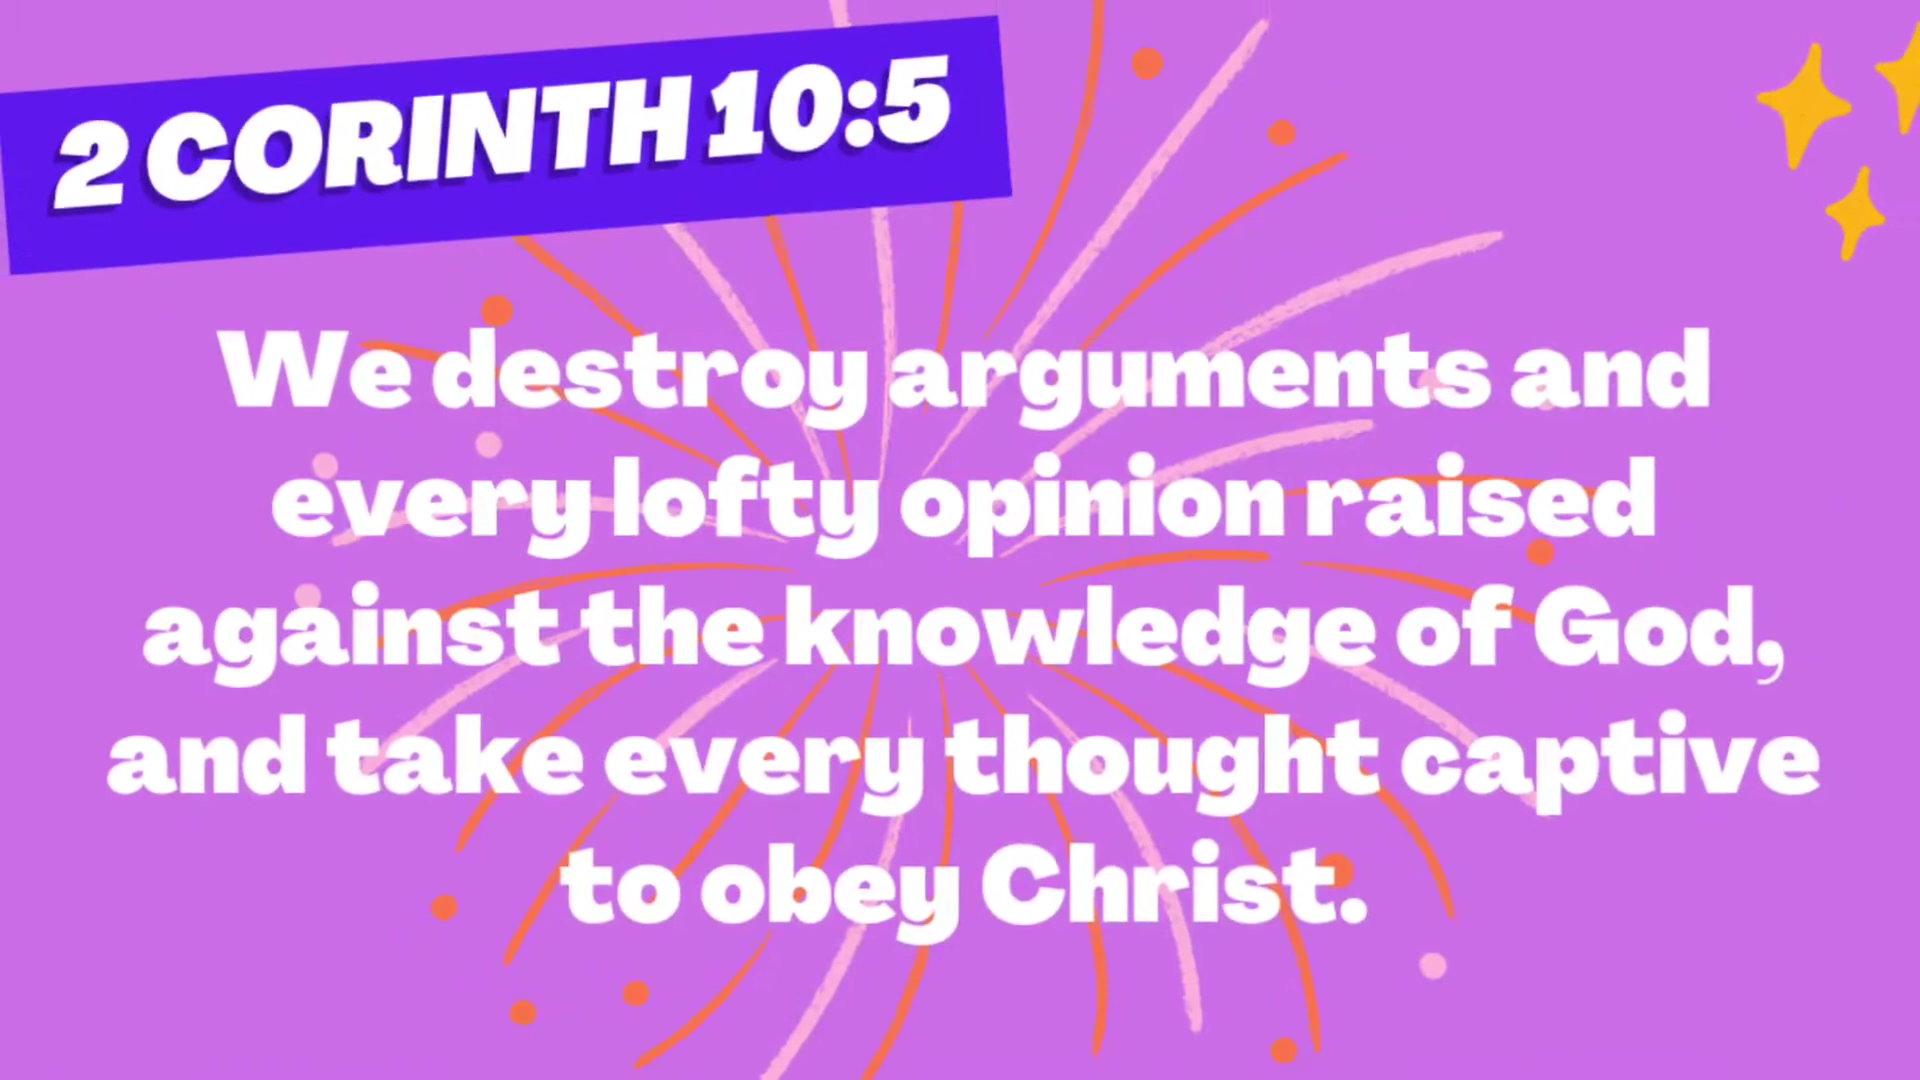 2 CORINTH 10:5
We destroy arguments and
every lofty opinion raised
against the knowledge of God,
and take every thought captive
to obey Christ.